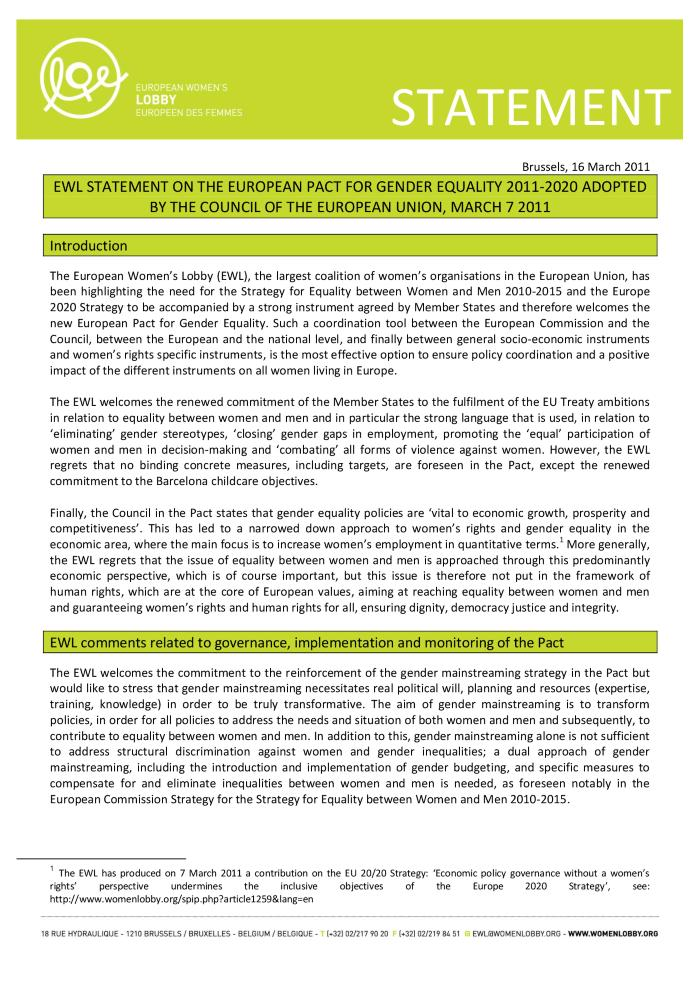 lge
EUROPEAN WOMEN'S
LOBBY
EUROPEEN DES FEMMES
STATEMENT
Brussels, 16 March 2011
EWL STATEMENT ON THE EUROPEAN PACT FOR GENDER EQUALITY 2011-2020 ADOPTED
BY THE COUNCIL OF THE EUROPEAN UNION, MARCH 7 2011
Introduction
The European Women's Lobby (EWL), the largest coalition of women's organisations in the European Union, has
been highlighting the need for the Strategy for Equality between Women and Men 2010-2015 and the Europe
2020 Strategy to be accompanied by a strong instrument agreed by Member States and therefore welcomes the
new European Pact for Gender Equality. Such a coordination tool between the European Commission and the
Council, between the European and the national level, and finally between general socio-economic instruments
and women's rights specific instruments, is the most effective option to ensure policy coordination and a positive
impact of the different instruments on all women living in Europe.
The EWL welcomes the renewed commitment of the Member States to the fulfilment of the EU Treaty ambitions
in relation to equality between women and men and in particular the strong language that is used, in relation to
'eliminating' gender stereotypes, 'closing' gender gaps in employment, promoting the 'equal' participation of
women and men in decision-making and 'combating' all forms of violence against women. However, the EWL
regrets that no binding concrete measures, including targets, are foreseen in the Pact, except the renewed
commitment to the Barcelona childcare objectives.
Finally, the Council in the Pact states that gender equality policies are 'vital to economic growth, prosperity and
competitiveness'. This has led to a narrowed down approach to women's rights and gender equality in the
economic area, where the main focus is to increase women's employment in quantitative terms.1 More generally,
the EWL regrets that the issue of equality between women and men is approached through this predominantly
economic perspective, which is of course important, but this issue is therefore not put in the framework of
human rights, which are at the core of European values, aiming at reaching equality between women and men
and guaranteeing women's rights and human rights for all, ensuring dignity, democracy justice and integrity.
EWL comments related to governance, implementation and monitoring of the Pact
The EWL welcomes the commitment to the reinforcement of the gender mainstreaming strategy in the Pact but
would like to stress that gender mainstreaming necessitates real political will, planning and resources (expertise,
training, knowledge) in order to be truly transformative. The aim of gender mainstreaming is to transform
policies, in order for all policies to address the needs and situation of both women and men and subsequently, to
contribute to equality between women and men. In addition to this, gender mainstreaming alone is not sufficient
to address structural discrimination against women and gender inequalities; a dual approach of gender
mainstreaming, including the introduction and implementation of gender budgeting, and specific measures to
compensate for and eliminate inequalities between women and men is needed, as foreseen notably in the
European Commission Strategy for the Strategy for Equality between Women and Men 2010-2015.
1 The EWL has produced on 7 March 2011 a contribution on the EU 20/20 Strategy: 'Economic policy governance without a women's
rights' perspective undermines the inclusive objectives of the Europe 2020 Strategy', see:
http://www.womenlobby.org/spip.php?article1259&lang=en
18 RUE HYDRAULIQUE - 1210 BRUSSELS / BRUXELLES - BELGIUM / BELGIQUE - T (+32) 02/217 90 20 F (+32) 02/219 84 51 @ EWL@WOMENLOBBY.ORG - WWW.WOMENLOBBY.ORG